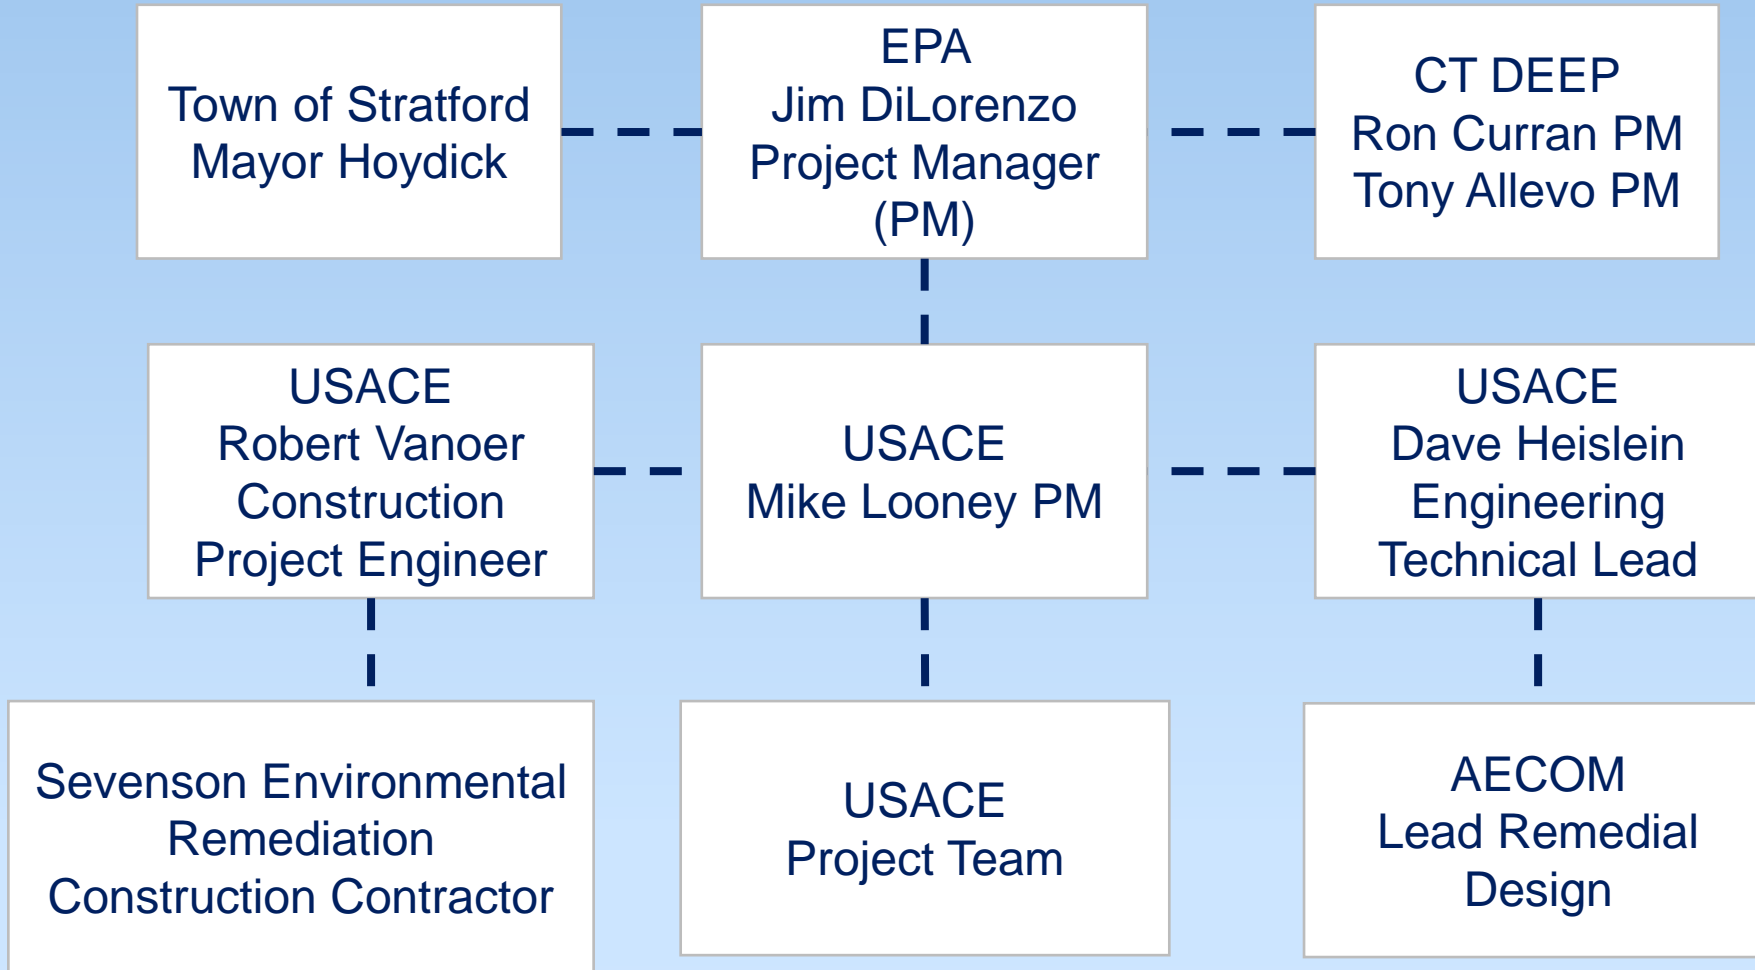 Town of Stratford
Mayor Hoydick
EPA
Jim DiLorenzo
Project Manager
(PM)
CT DEEP
Ron Curran PM
Tony Allevo PM
USACE
Robert Vanoer
Construction
Project Engineer
USACE
Mike Looney PM
USACE
Dave Heislein
Engineering
Technical Lead
Sevenson Environmental
Remediation
Construction Contractor
USACE
Project Team
AECOM
Lead Remedial
Design